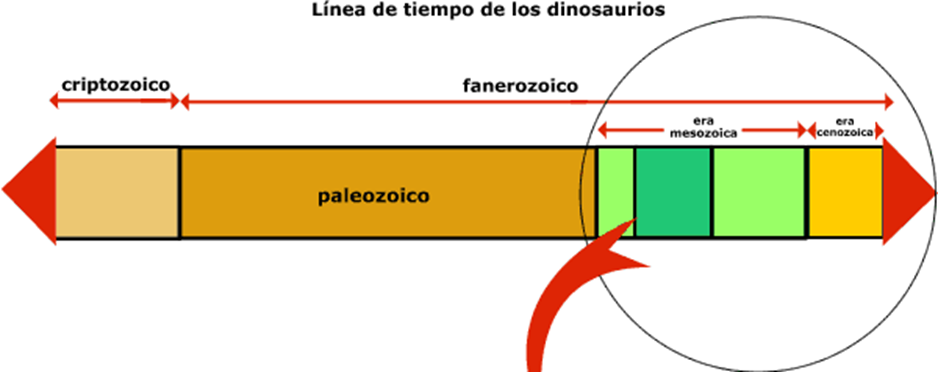 Línea de tiempo de los dinosaurios
criptozoico
fanerozoico
era
mesozoica
era
cenozoica
paleozoico